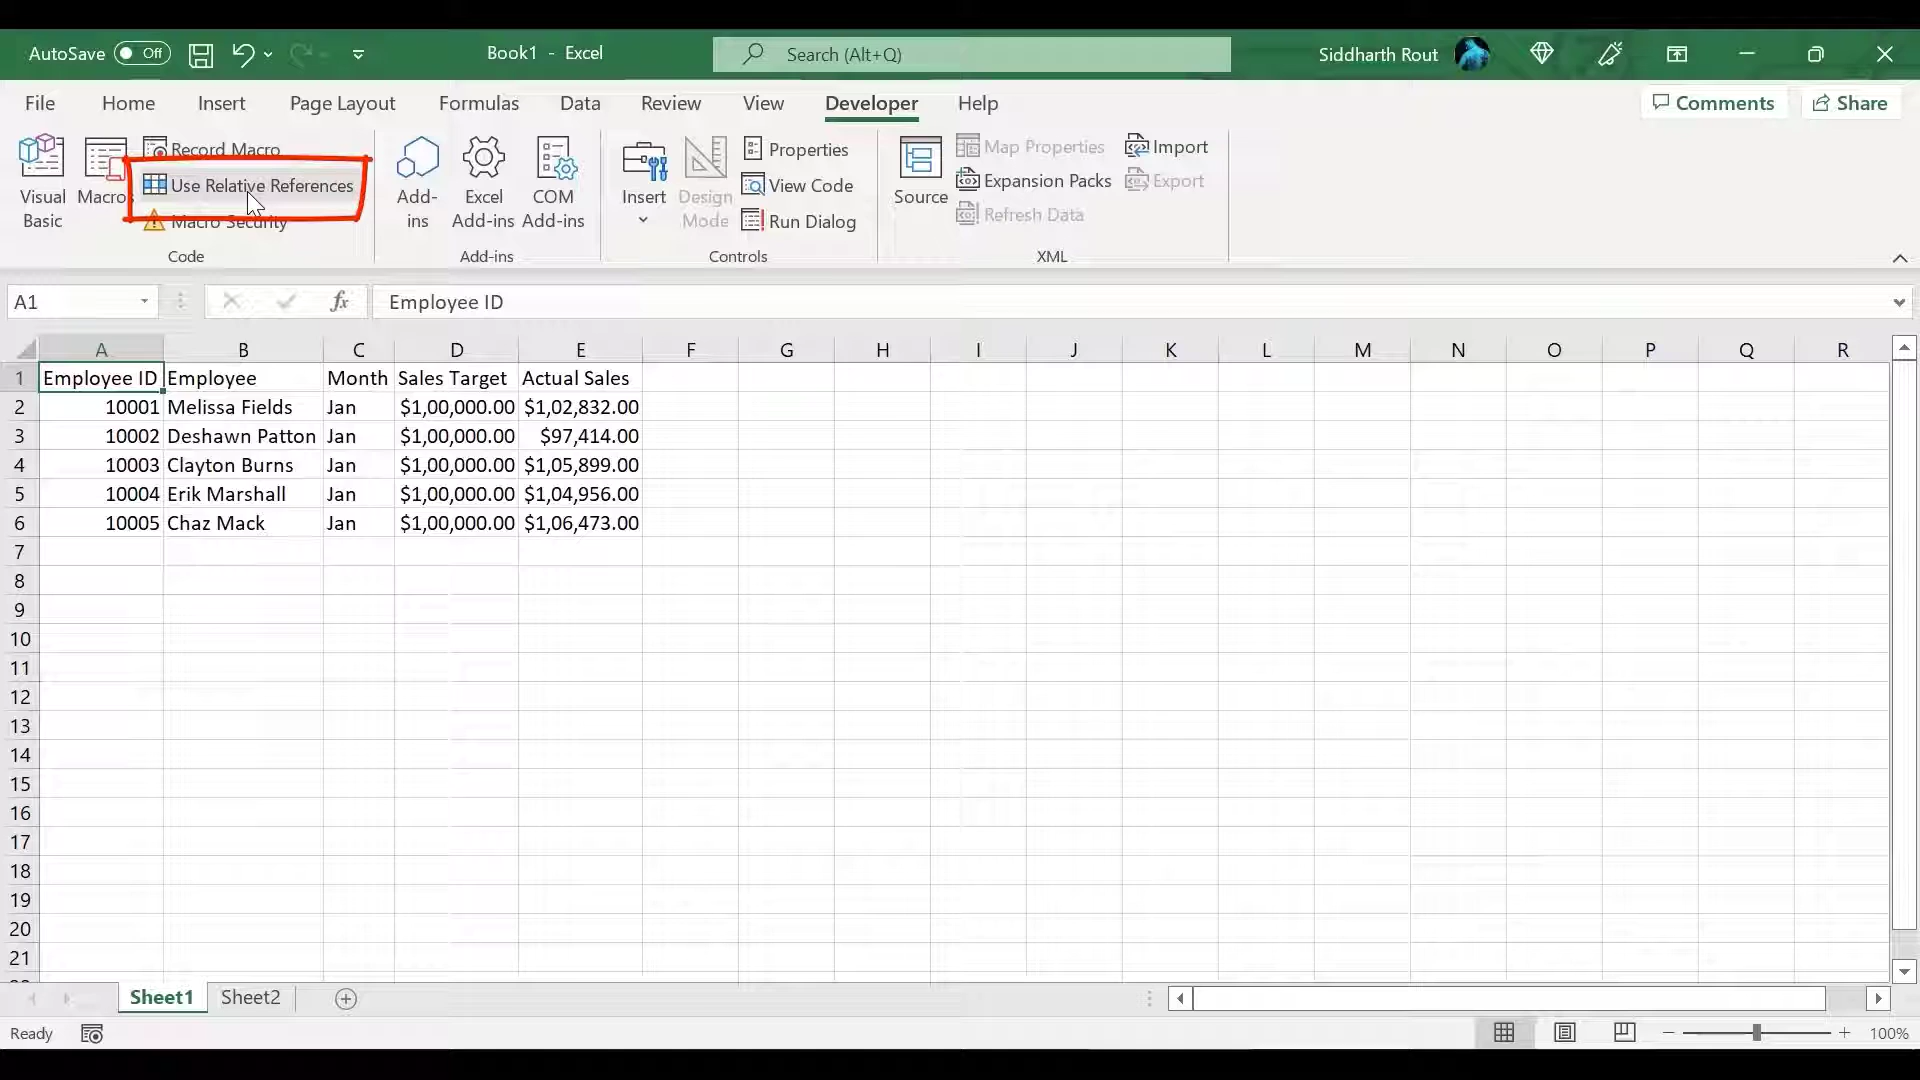 AutoSave Off Book1 - Excel Search (Alt+Q) Siddharth Rout
File Home Insert Page Layout Formulas Data Review View Developer Help Comments Share
Visual Basic
Macros
Record Macro
Use Relative References
Macro Security
Code
Add-ins
Excel Add-ins
COM Add-ins
Add-ins
Insert
Design Mode
Properties
View Code
Run Dialog
Controls
Source
Map Properties
Expansion Packs
Refresh Data
Import
Export
XML
A1 fx Employee ID
A B C D E F G H I J K L M N O P Q R
1 Employee ID Employee Month Sales Target Actual Sales
2 10001 Melissa Fields Jan $1,00,000.00 $1,02,832.00
3 10002 Deshawn Patton Jan $1,00,000.00 $97,414.00
4 10003 Clayton Burns Jan $1,00,000.00 $1,05,899.00
5 10004 Erik Marshall Jan $1,00,000.00 $1,04,956.00
6 10005 Chaz Mack Jan $1,00,000.00 $1,06,473.00
7
8
9
10
11
12
13
14
15
16
17
18
19
20
21
Sheet1 Sheet2
Ready 100%